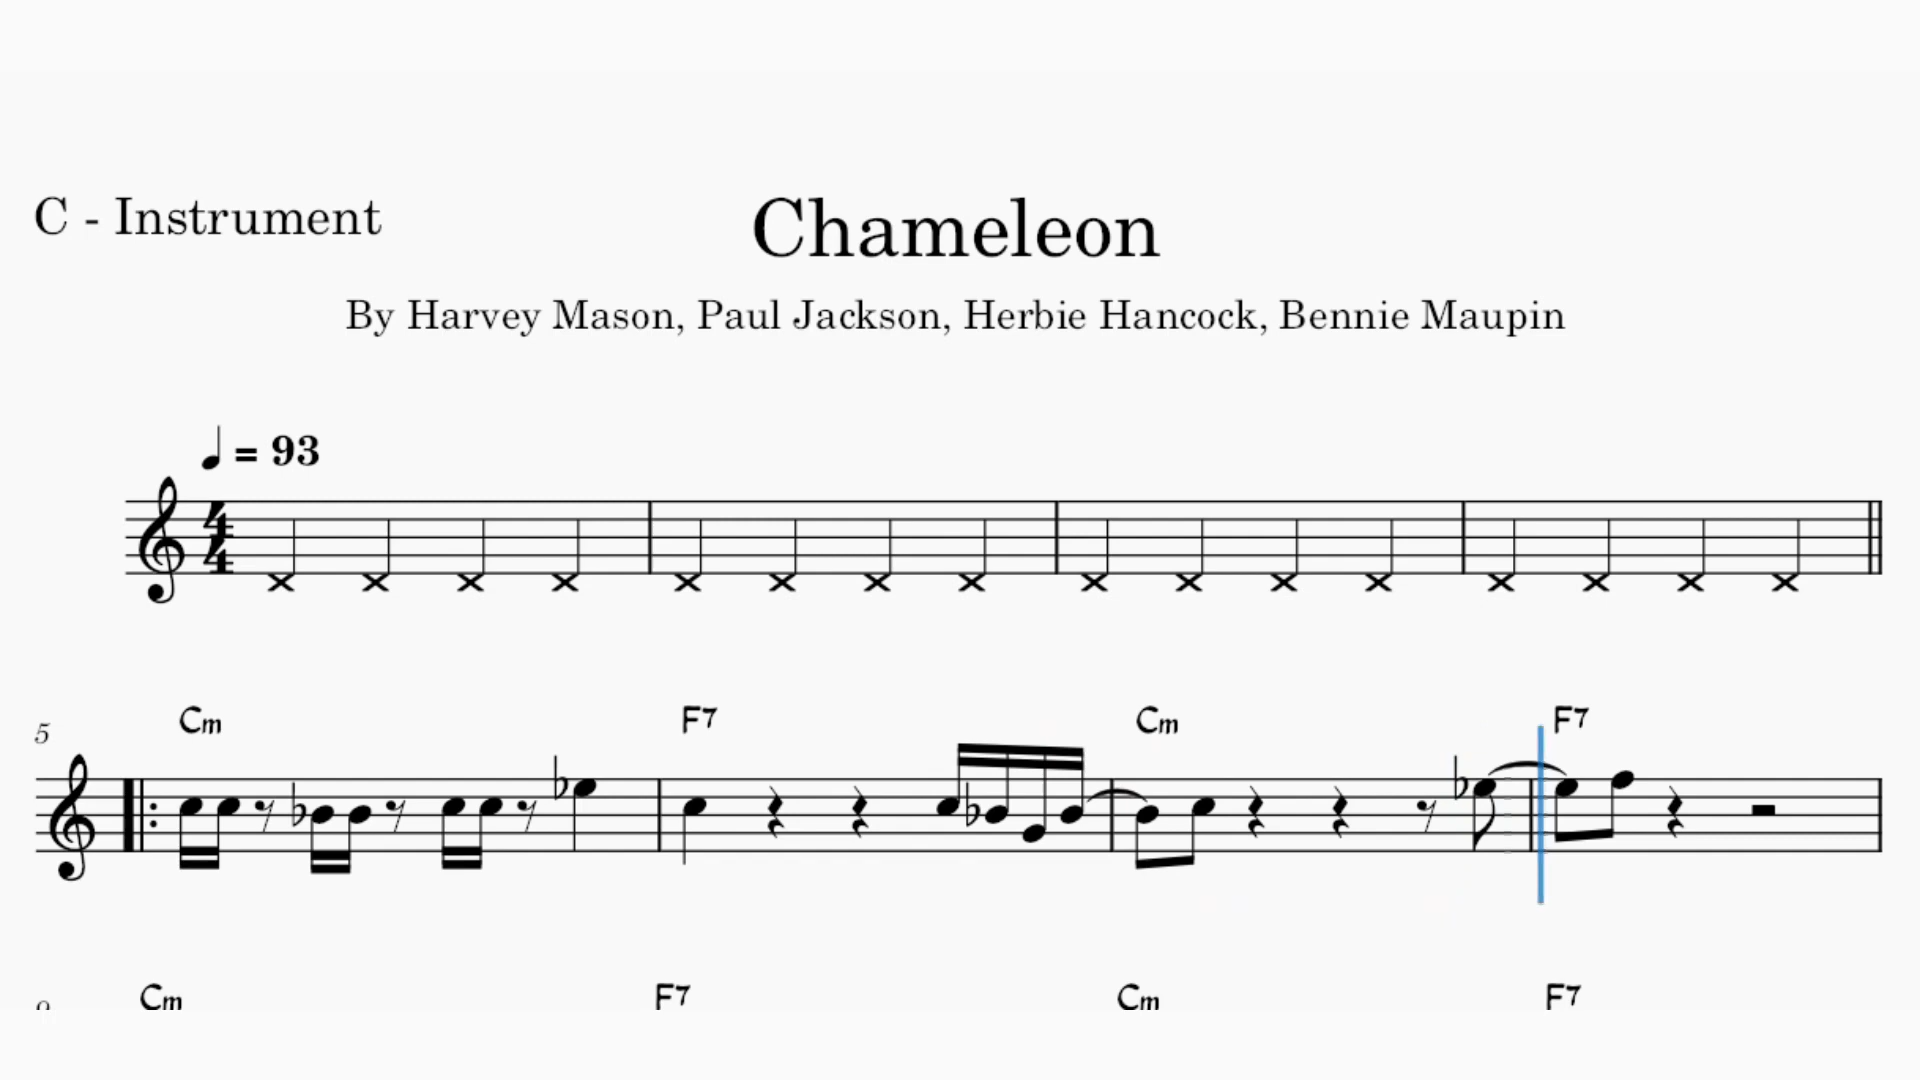 C - Instrument
Chameleon
By Harvey Mason, Paul Jackson, Herbie Hancock, Bennie Maupin
= 93
4
4
5
Cm F7 Cm F7
Cm F7 Cm F7